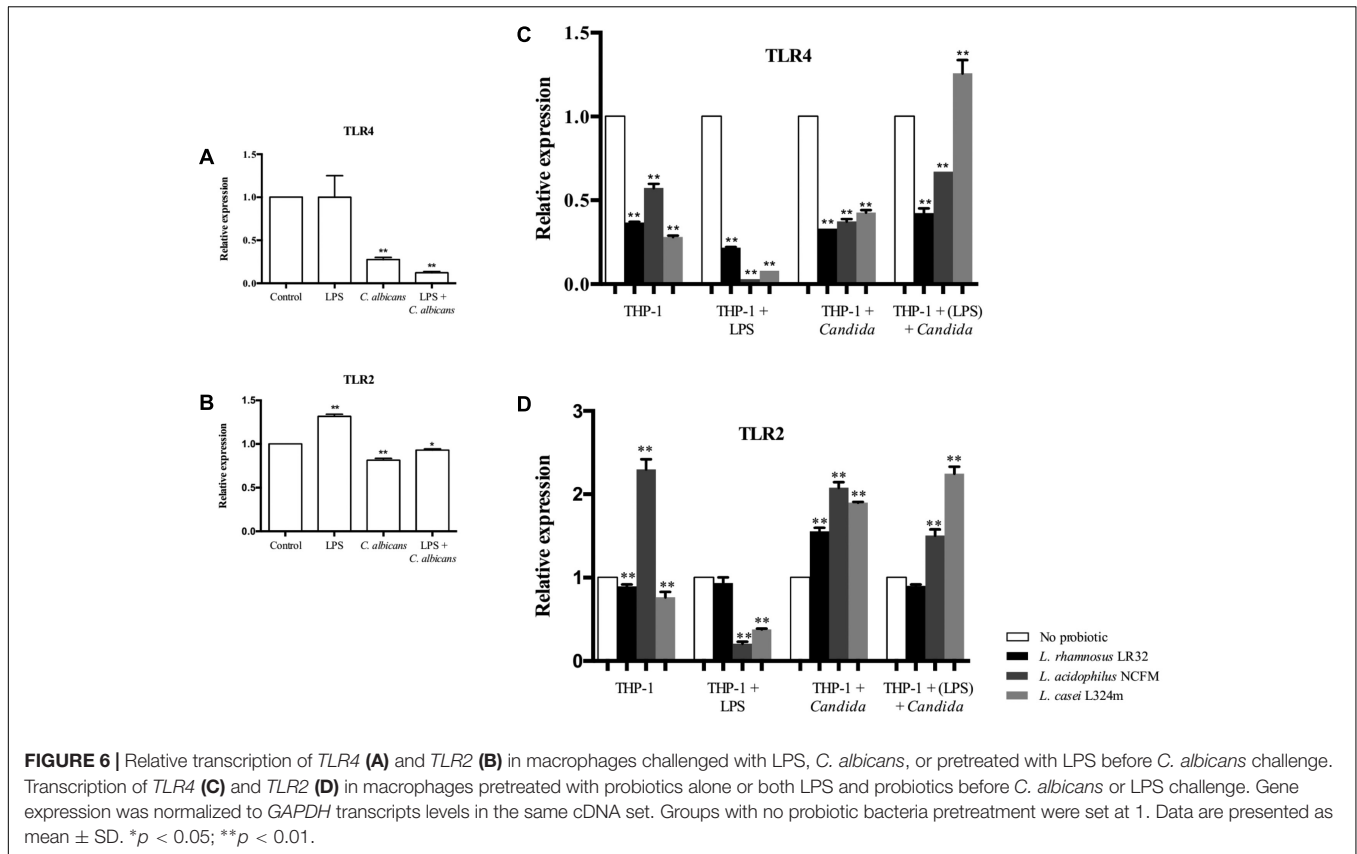 A
TLR4
Relative expression
1.5
1.0
0.5
0.0
**
**
Control
LPS
C. albicans
LPS +
C. albicans
B
TLR2
Relative expression
1.5
1.0
0.5
0.0
**
**
*
Control
LPS
C. albicans
LPS +
C. albicans
C
TLR4
Relative expression
1.5
1.0
0.5
0.0
**
**
**
**
**
**
**
**
**
**
**
**
THP-1
THP-1 +
LPS
THP-1 +
Candida
THP-1 + (LPS)
+ Candida
D
TLR2
Relative expression
3
2
1
0
**
**
**
**
**
**
**
**
**
**
THP-1
THP-1 +
LPS
THP-1 +
Candida
THP-1 + (LPS)
+ Candida
No probiotic
L. rhamnosus LR32
L. acidophilus NCFM
L. casei L324m
FIGURE 6 | Relative transcription of TLR4 (A) and TLR2 (B) in macrophages challenged with LPS, C. albicans, or pretreated with LPS before C. albicans challenge.
Transcription of TLR4 (C) and TLR2 (D) in macrophages pretreated with probiotics alone or both LPS and probiotics before C. albicans or LPS challenge. Gene
expression was normalized to GAPDH transcripts levels in the same cDNA set. Groups with no probiotic bacteria pretreatment were set at 1. Data are presented as
mean ± SD. *p < 0.05; **p < 0.01.